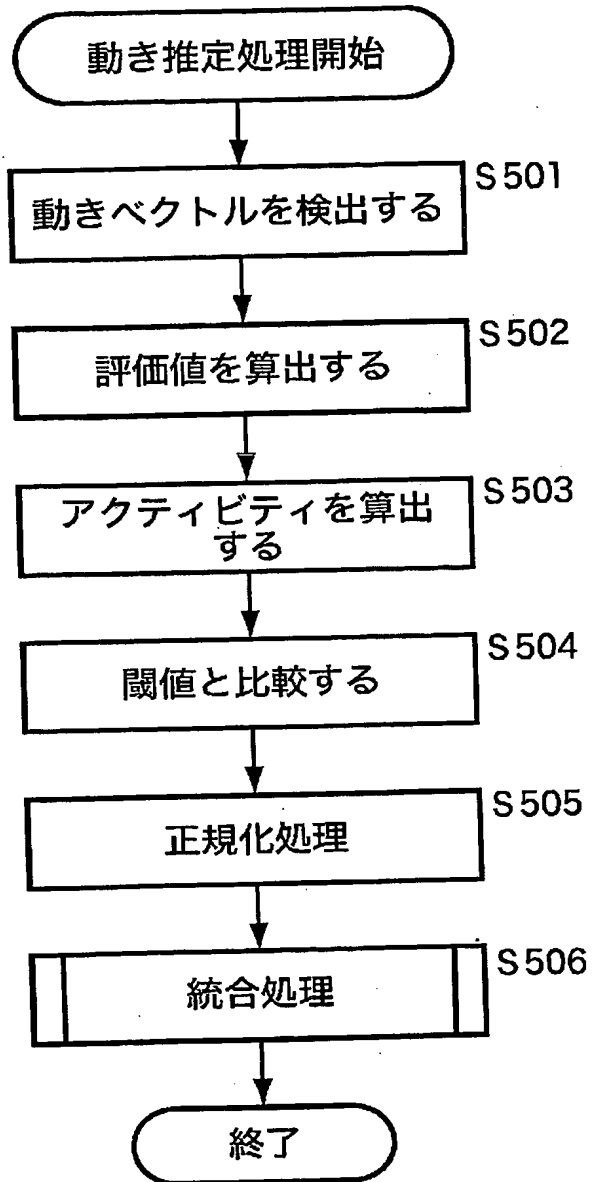 動き推定処理開始
S501
動きベクトルを検出する
S502
評価値を算出する
S503
アクティビティを算出
する
S504
閾値と比較する
S505
正規化処理
S506
統合処理
終了